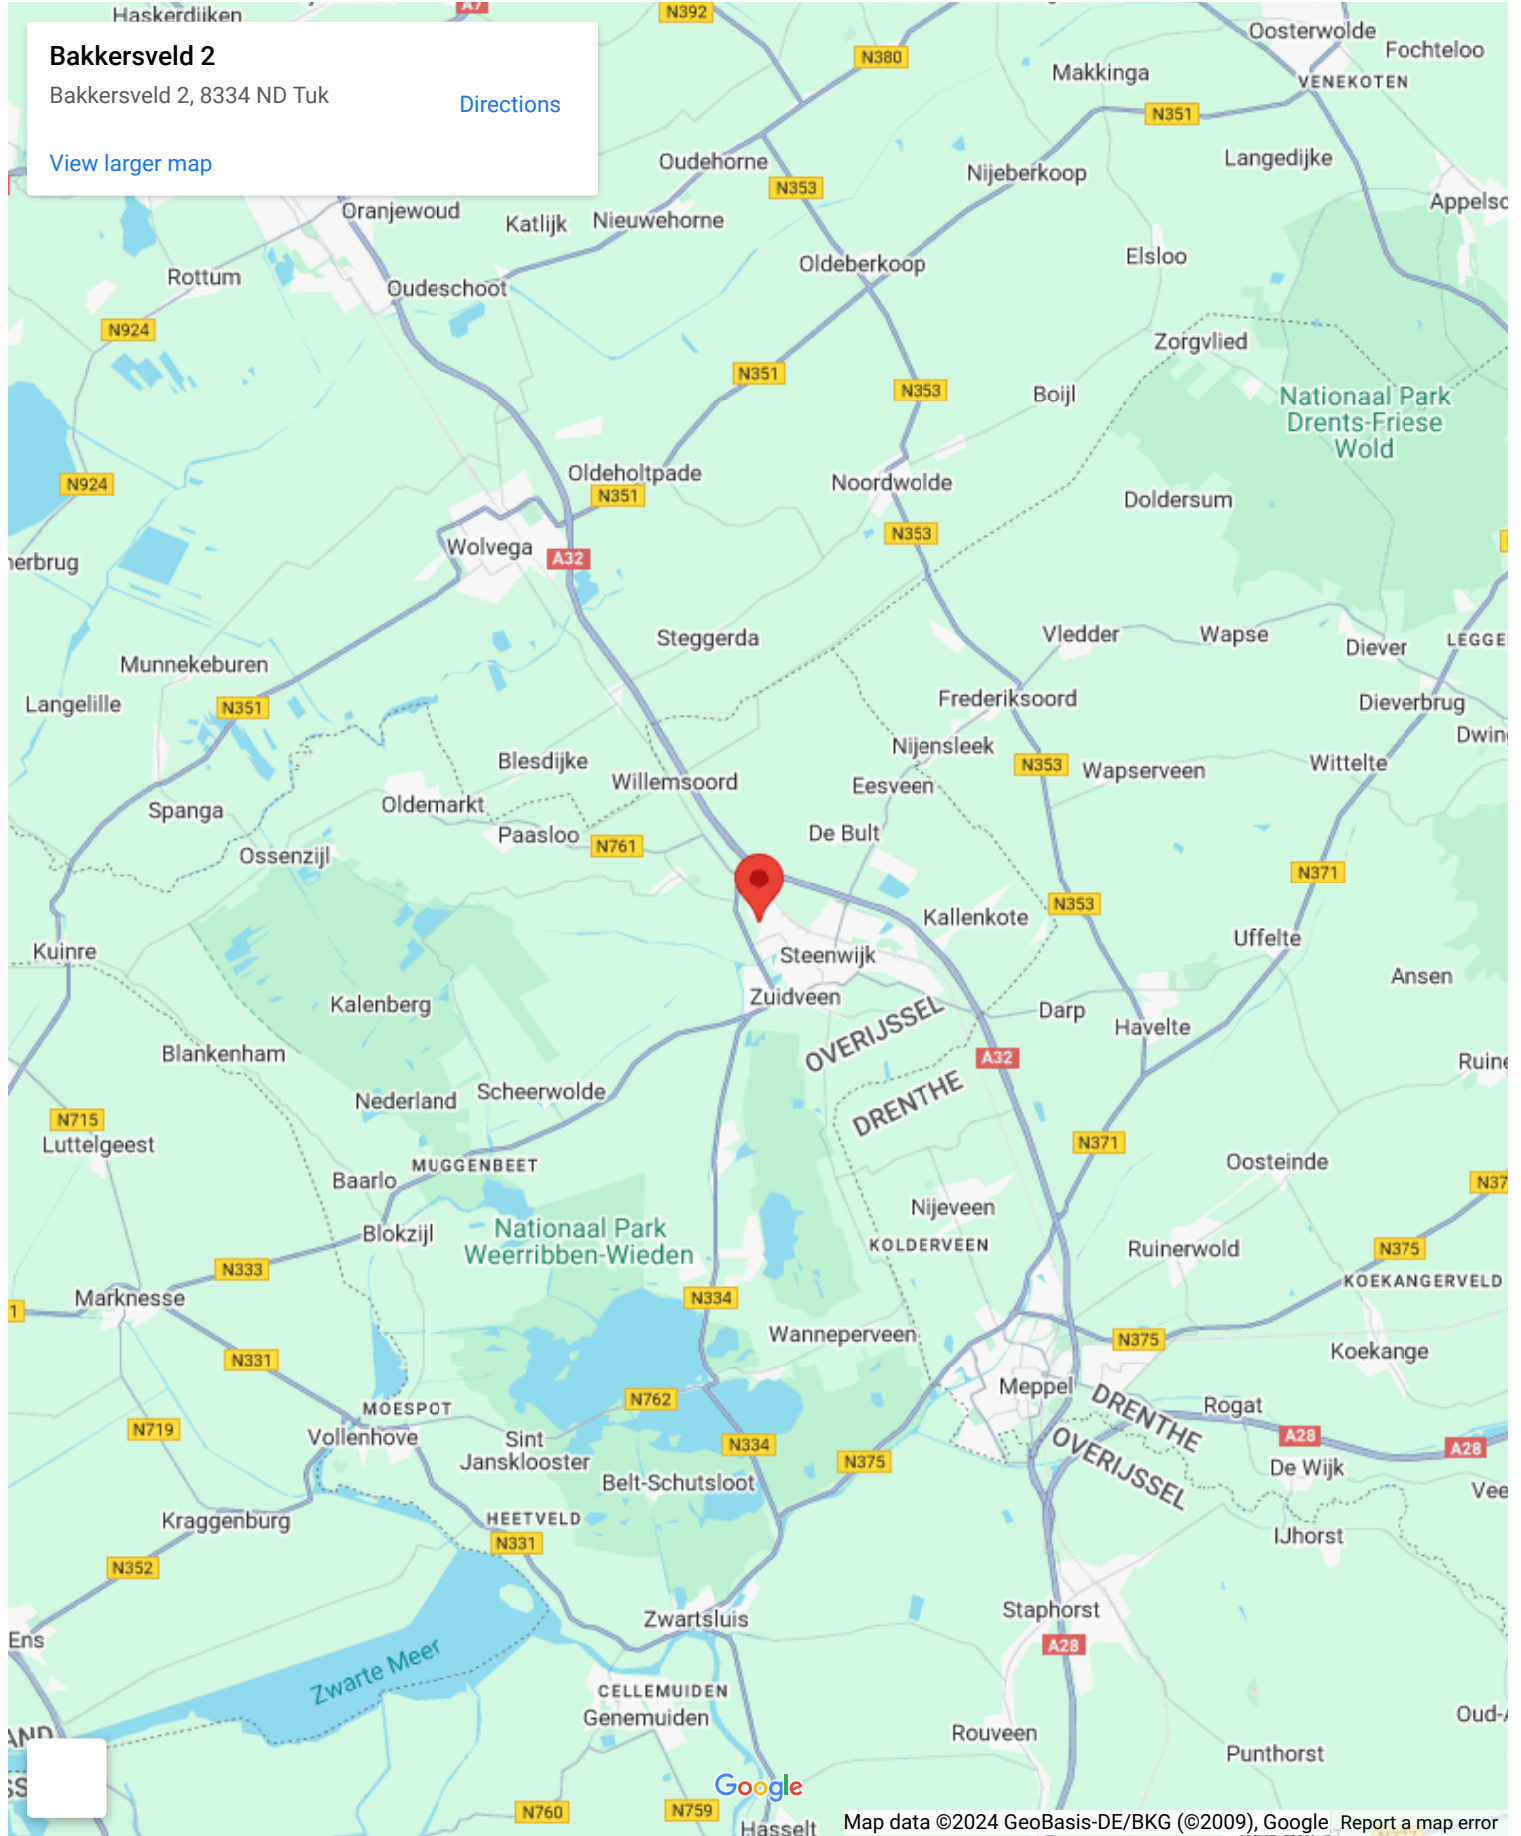 Haskerdijken
A7
N392
Bakkersveld 2
Bakkersveld 2, 8334 ND Tuk
Directions
View larger map
N380
Oosterwolde
Fochteloo
Makkinga
VENEKOTEN
N351
Oudehorne
Langedijke
Nijeberkoop
N353
Appelsc
Oranjewoud
Katlijk
Nieuwehorne
Elsloo
Oldeberkoop
Rottum
Oudeschoot
N924
Zorgvlied
N351
N353
Boijl
Nationaal Park
Drents-Friese
Wold
Oldeholtpade
N924
N351
Noordwolde
Doldersum
N353
Wolvega
A32
nerbrug
Steggerda
Vledder
Wapse
Diever
LEGGE
Munnekeburen
Langelille
N351
Frederiksoord
Dieverbrug
Dwing
Nijensleek
Blesdijke
Willemsoord
N353
Wapserveen
Wittelte
Eesveen
Oldemarkt
Spanga
Paasloo
N761
De Bult
Ossenzijl
N371
N353
Kallenkote
Uffelte
Kuinre
Steenwijk
Ansen
Zuidveen
Kalenberg
OVERIJSSEL
Darp
Havelte
Blankenham
A32
Ruine
DRENTHE
Nederland
Scheerwolde
N715
Luttelgeest
N371
MUGGENBEET
Oosteinde
Baarlo
N37
Nijeveen
Blokzijl
Nationaal Park
Weerribben-Wieden
KOLDERVEEN
Ruinerwold
N375
N333
KOEKANGERVELD
Marknesse
N334
1
Wanneperveen
N375
Koekange
N331
Meppel
DRENTHE
N762
Rogat
MOESPOT
N719
Vollenhove
Sint
Jansklooster
N334
OVERIJSSEL
A28
A28
N375
De Wijk
Belt-Schutsloot
Vee
Kraggenburg
HEETVELD
IJhorst
N331
N352
Staphorst
Zwartsluis
Ens
A28
Zwarte Meer
CELLEMUIDEN
Genemuiden
Oud-A
AND
Rouveen
Punthorst
SS
Google
N760
N759
Hasselt
Map data ©2024 GeoBasis-DE/BKG (©2009), Google
Report a map error